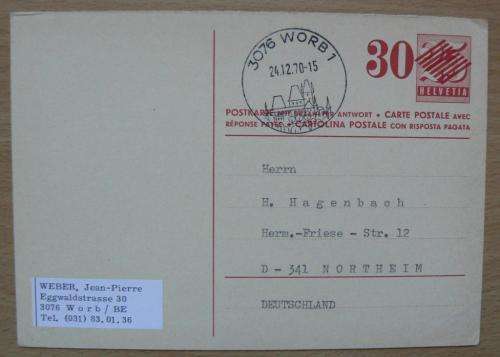 3076 WORB 1
24.12.70-15
30
HELVETIA
POSTKARTE MIT BEZAHLTER ANTWORT • CARTE POSTALE AVEC
RÉPONSE PAYÉE • CARTOLINA POSTALE CON RISPOSTA PAGATA
Herrn
H. Hagenbach
Herm.-Friese - Str. 12
D - 341 NORTHEIM
DEUTSCHLAND
WEBER, Jean-Pierre
Eggwaldstrasse 30
3076 Worb / BE
Tel. (031) 83.01.36